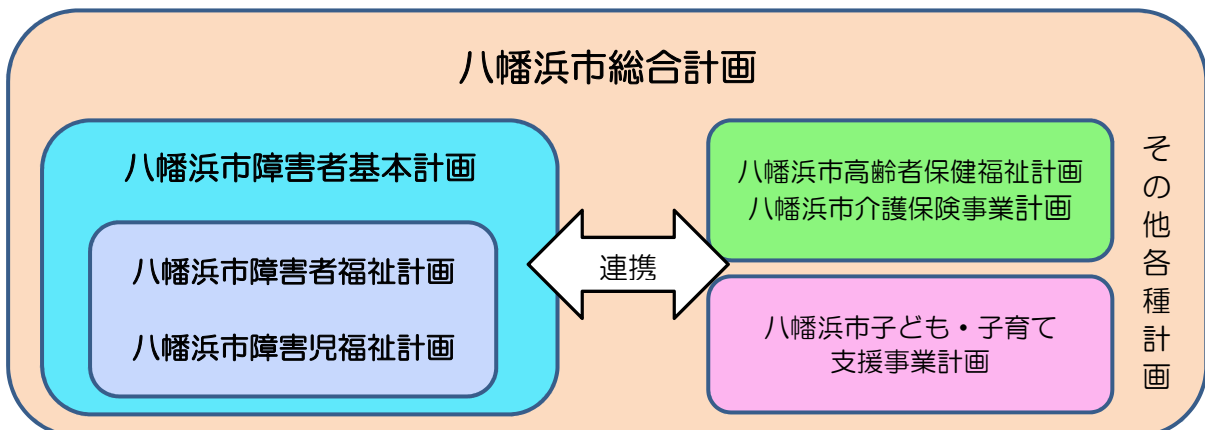 八幡浜市総合計画
八幡浜市障害者基本計画
八幡浜市障害者福祉計画
八幡浜市障害児福祉計画
連携
八幡浜市高齢者保健福祉計画
八幡浜市介護保険事業計画
八幡浜市子ども・子育て
支援事業計画
その他各種計画